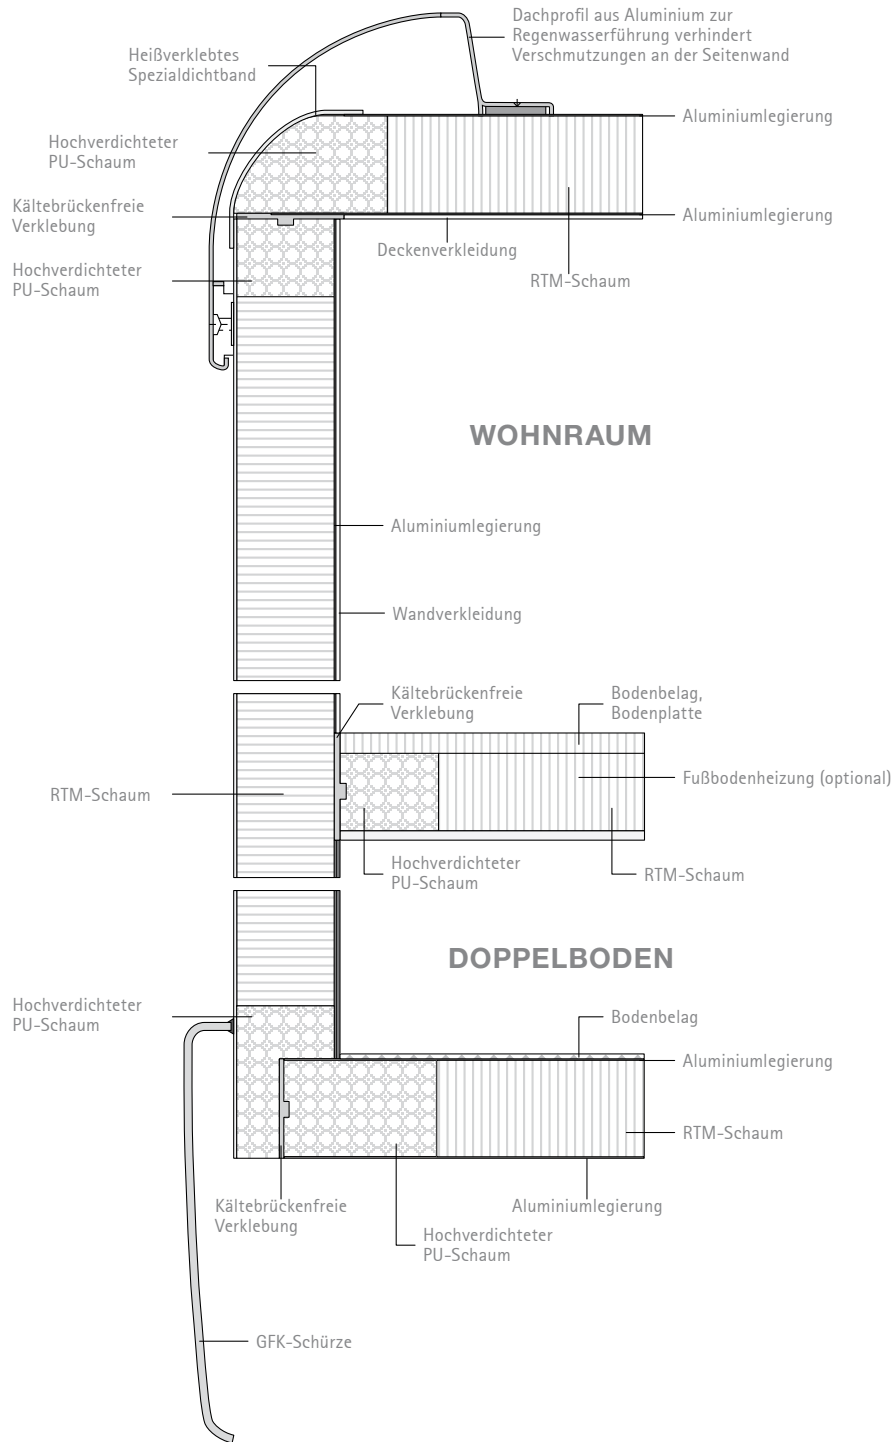 Dachprofil aus Aluminium zur
Regenwasserführung verhindert
Verschmutzungen an der Seitenwand
Heißverklebtes
Spezialdichtband
Aluminiumlegierung
Hochverdichteter
PU-Schaum
Kältebrückenfreie
Verklebung
Aluminiumlegierung
Deckenverkleidung
Hochverdichteter
PU-Schaum
RTM-Schaum
WOHNRAUM
Aluminiumlegierung
Wandverkleidung
Kältebrückenfreie
Verklebung
Bodenbelag,
Bodenplatte
Fußbodenheizung (optional)
RTM-Schaum
Hochverdichteter
PU-Schaum
RTM-Schaum
DOPPELBODEN
Hochverdichteter
PU-Schaum
Bodenbelag
Aluminiumlegierung
RTM-Schaum
Kältebrückenfreie
Verklebung
Aluminiumlegierung
Hochverdichteter
PU-Schaum
GFK-Schürze